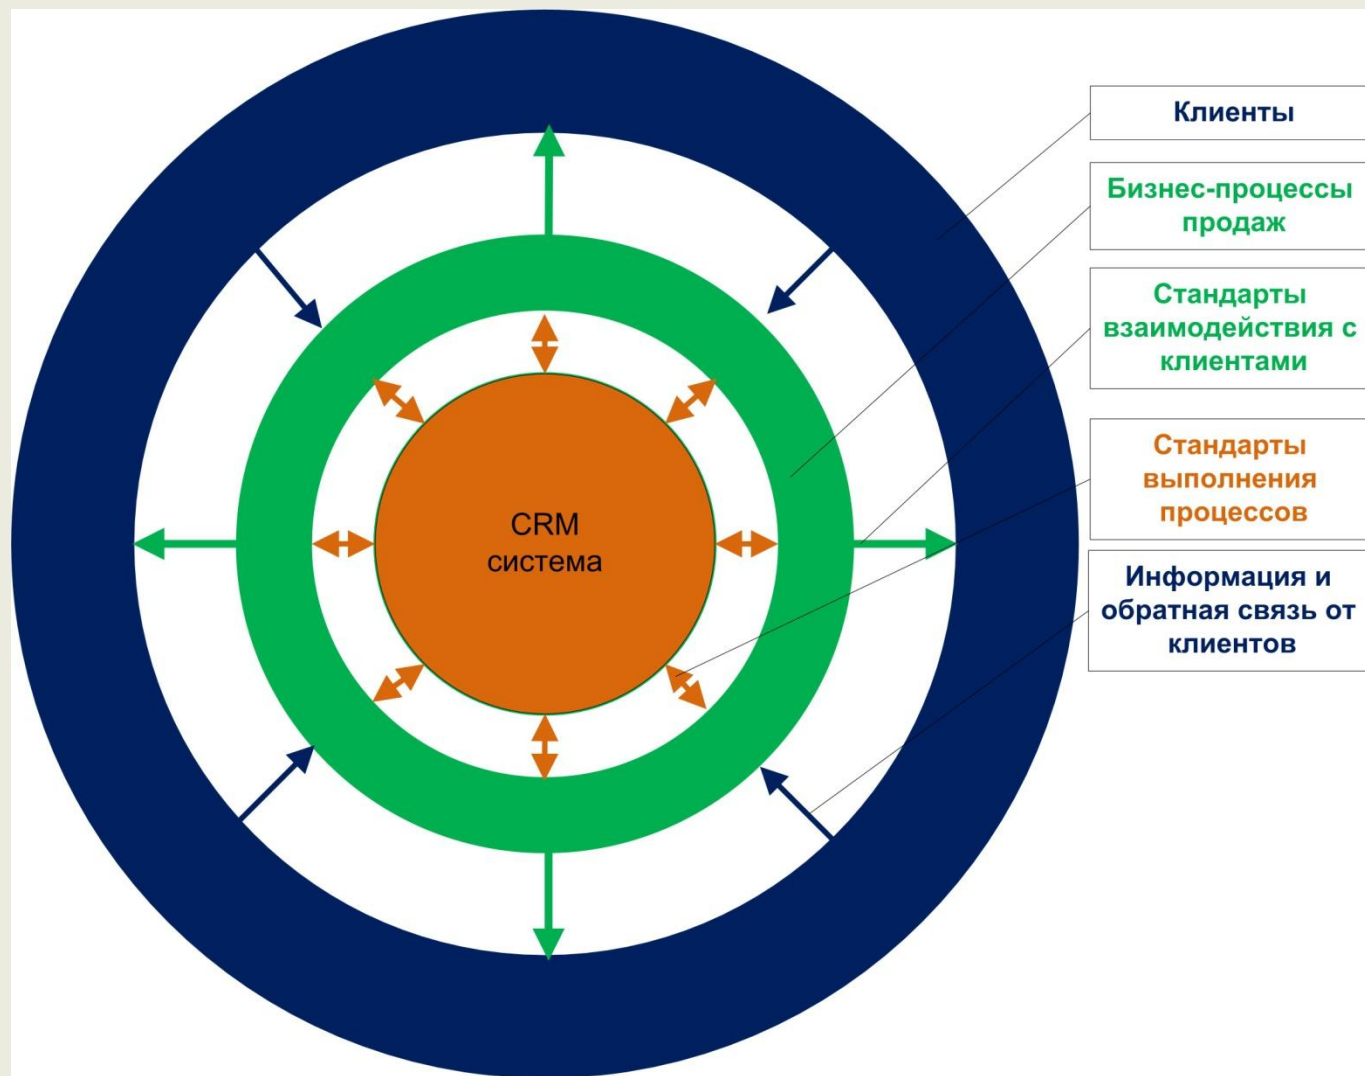 Клиенты
Бизнес-процессы
продаж
Стандарты
взаимодействия с
клиентами
Стандарты
выполнения
процессов
Информация и
обратная связь от
клиентов
CRM
система